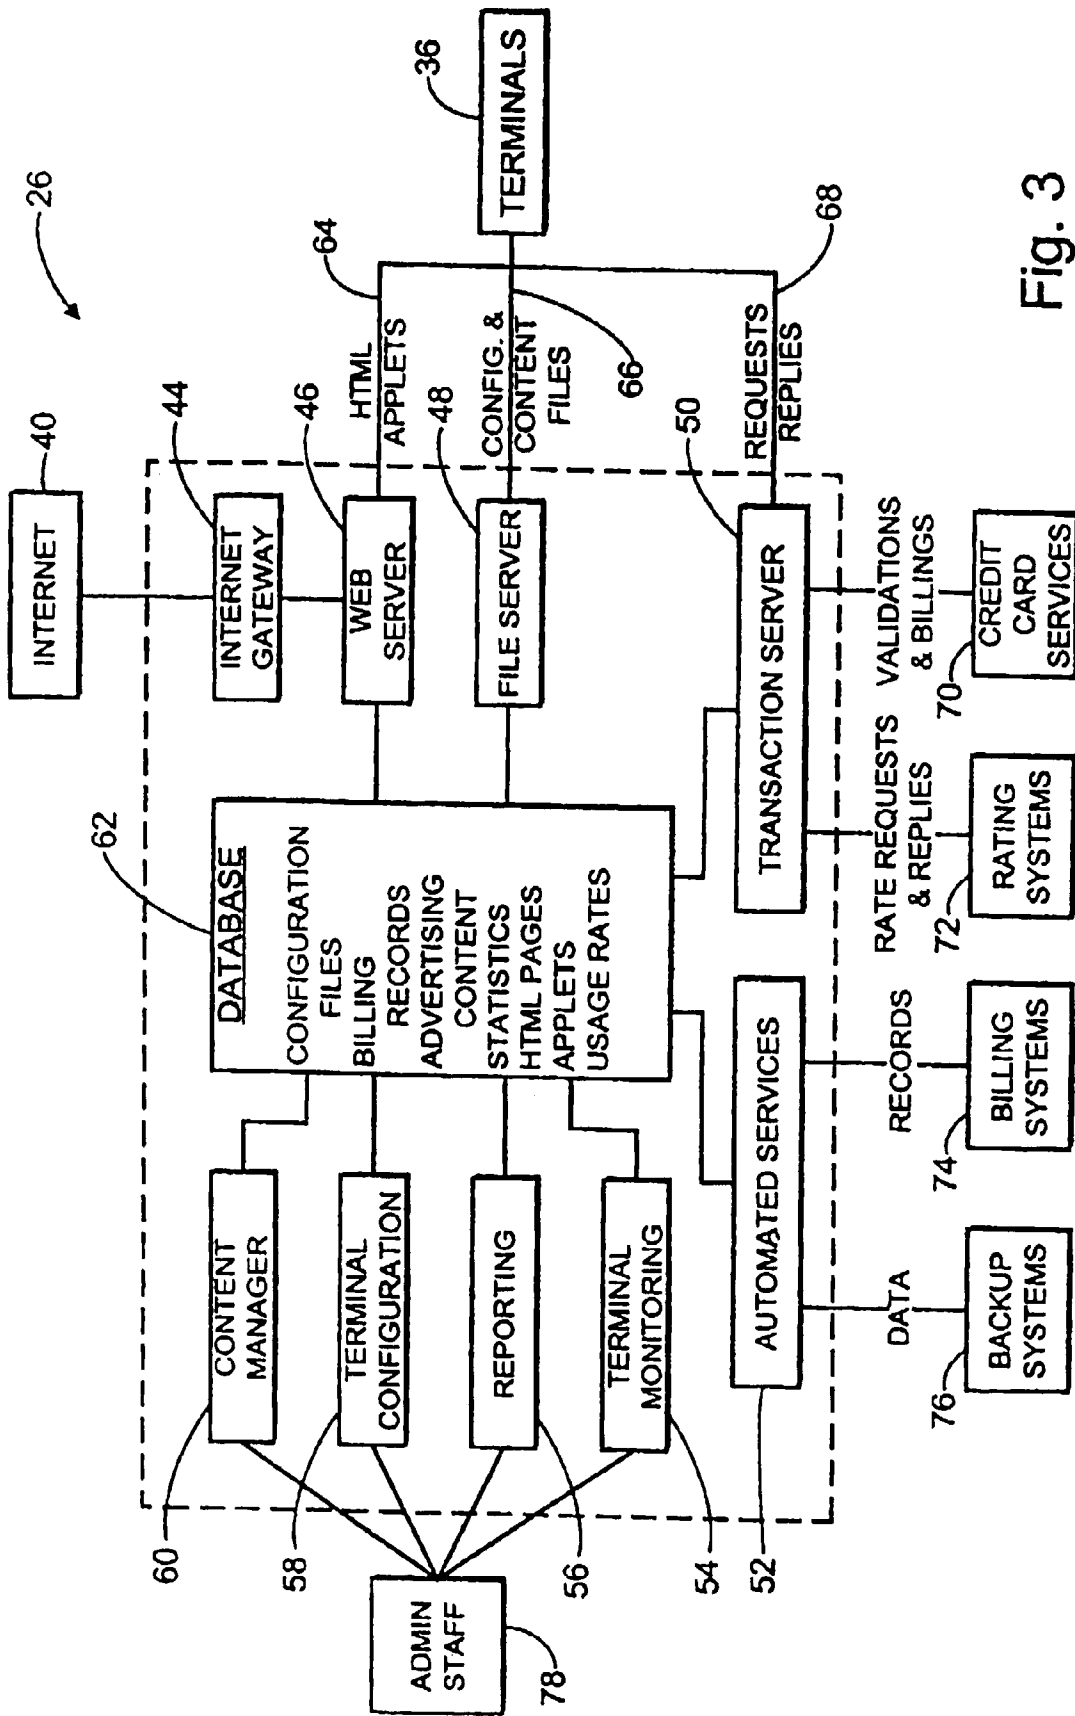 26
40
INTERNET
44
INTERNET
GATEWAY
46
WEB
SERVER
48
FILE SERVER
50
TRANSACTION SERVER
HTML
APPLETS
64
CONFIG. &
CONTENT
FILES
66
REQUESTS
REPLIES
68
TERMINALS
36
62
DATABASE
CONFIGURATION
FILES
BILLING
RECORDS
ADVERTISING
CONTENT
STATISTICS
HTML PAGES
APPLETS
USAGE RATES
60
CONTENT
MANAGER
58
TERMINAL
CONFIGURATION
56
REPORTING
54
TERMINAL
MONITORING
52
AUTOMATED SERVICES
ADMIN
STAFF
78
DATA
76
BACKUP
SYSTEMS
RECORDS
74
BILLING
SYSTEMS
RATE REQUESTS
& REPLIES
72
RATING
SYSTEMS
VALIDATIONS
& BILLINGS
70
CREDIT
CARD
SERVICES
Fig. 3